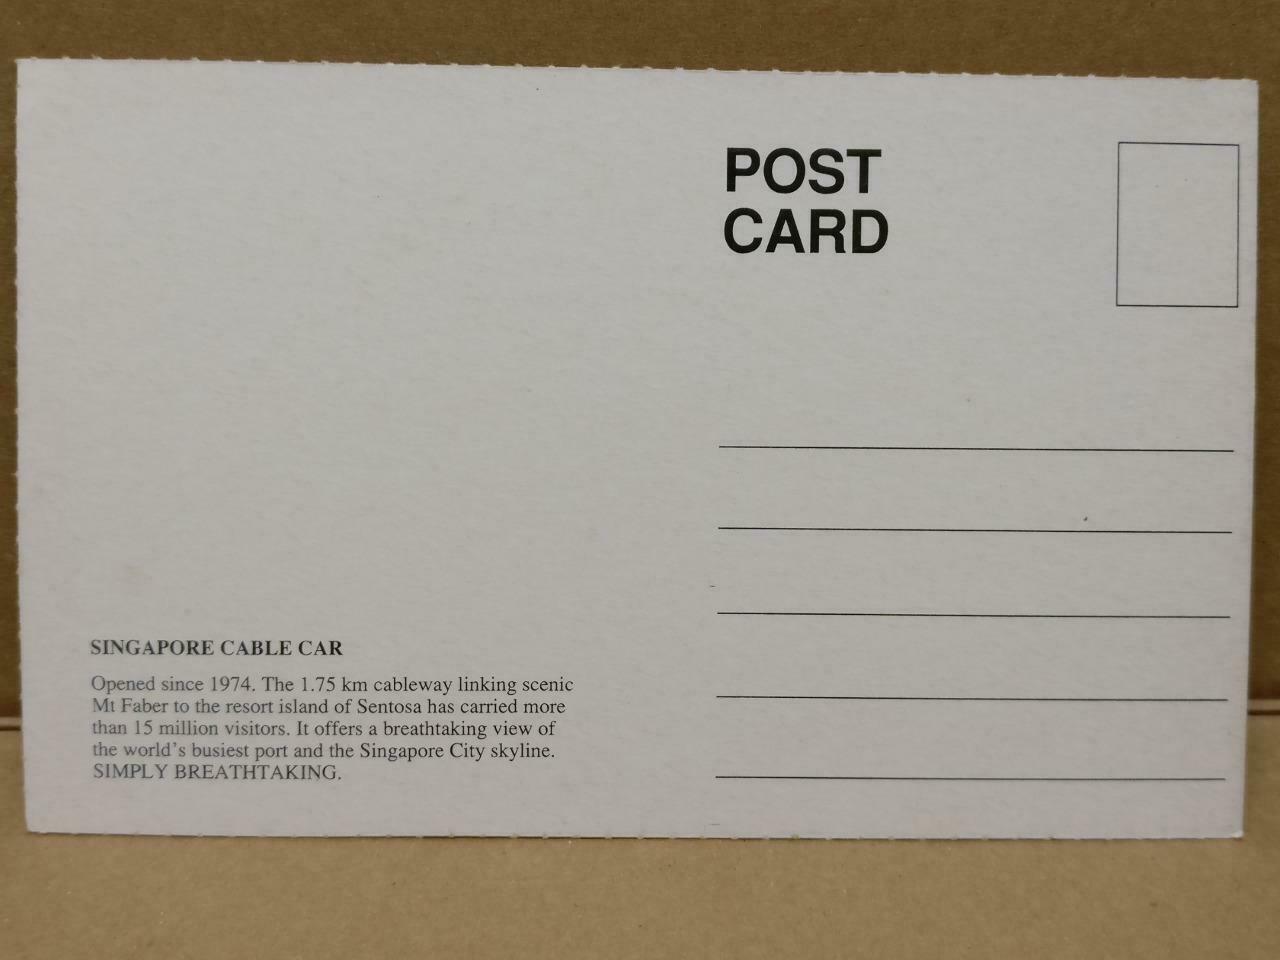 POST
CARD
SINGAPORE CABLE CAR
Opened since 1974. The 1.75 km cableway linking scenic
Mt Faber to the resort island of Sentosa has carried more
than 15 million visitors. It offers a breathtaking view of
the world's busiest port and the Singapore City skyline.
SIMPLY BREATHTAKING.